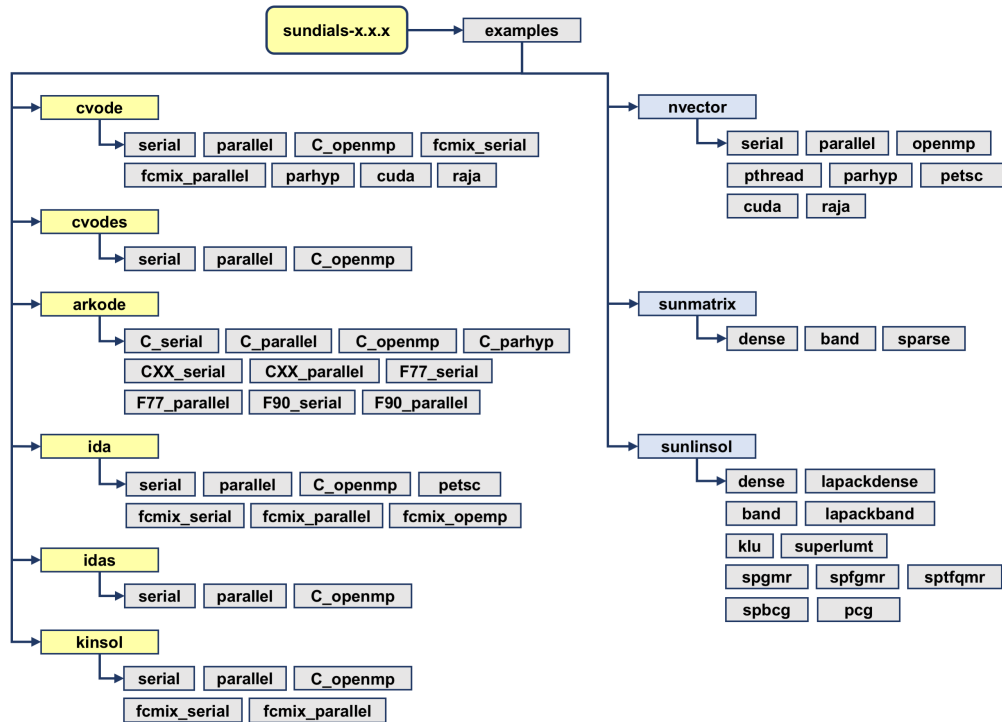 sundials-x.x.x examples
cvode
serial parallel C_openmp fcmix_serial
fcmix_parallel parhyp cuda raja
cvodes
serial parallel C_openmp
arkode
C_serial C_parallel C_openmp C_parhyp
CXX_serial CXX_parallel F77_serial
F77_parallel F90_serial F90_parallel
ida
serial parallel C_openmp petsc
fcmix_serial fcmix_parallel fcmix_opemp
idas
serial parallel C_openmp
kinsol
serial parallel C_openmp
fcmix_serial fcmix_parallel
nvector
serial parallel openmp
pthread parhyp petsc
cuda raja
sunmatrix
dense band sparse
sunlinsol
dense lapackdense
band lapackband
klu superlumt
spgmr spfgmr sptfqmr
spbcg pcg